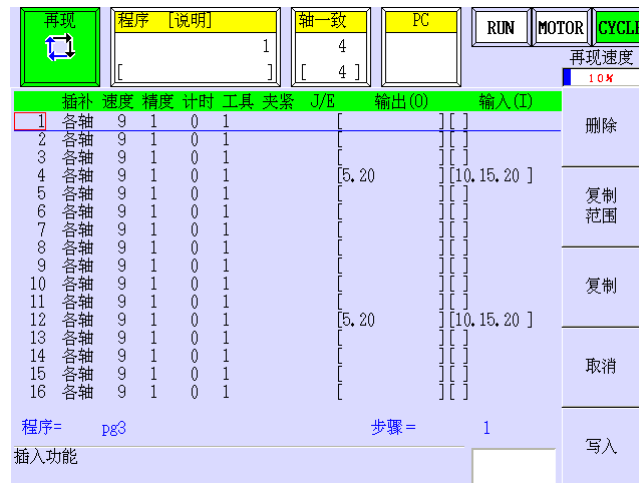 再现 程序 [说明] 轴一致 PC RUN MOTOR CYCLE
1 4
[ ] [ 4 ] 再现速度
10%
插补 速度 精度 计时 工具 夹紧 J/E 输出(O) 输入(I)
1 各轴 9 1 0 1 [ ] [ ]
2 各轴 9 1 0 1 [ ] [ ]
3 各轴 9 1 0 1 [ ] [ ]
4 各轴 9 1 0 1 [5.20 ] [10.15.20 ]
5 各轴 9 1 0 1 [ ] [ ]
6 各轴 9 1 0 1 [ ] [ ]
7 各轴 9 1 0 1 [ ] [ ]
8 各轴 9 1 0 1 [ ] [ ]
9 各轴 9 1 0 1 [ ] [ ]
10 各轴 9 1 0 1 [ ] [ ]
11 各轴 9 1 0 1 [ ] [ ]
12 各轴 9 1 0 1 [5.20 ] [10.15.20 ]
13 各轴 9 1 0 1 [ ] [ ]
14 各轴 9 1 0 1 [ ] [ ]
15 各轴 9 1 0 1 [ ] [ ]
16 各轴 9 1 0 1 [ ] [ ]
程序= pg3 步骤= 1
插入功能
删除
复制
范围
复制
取消
写入